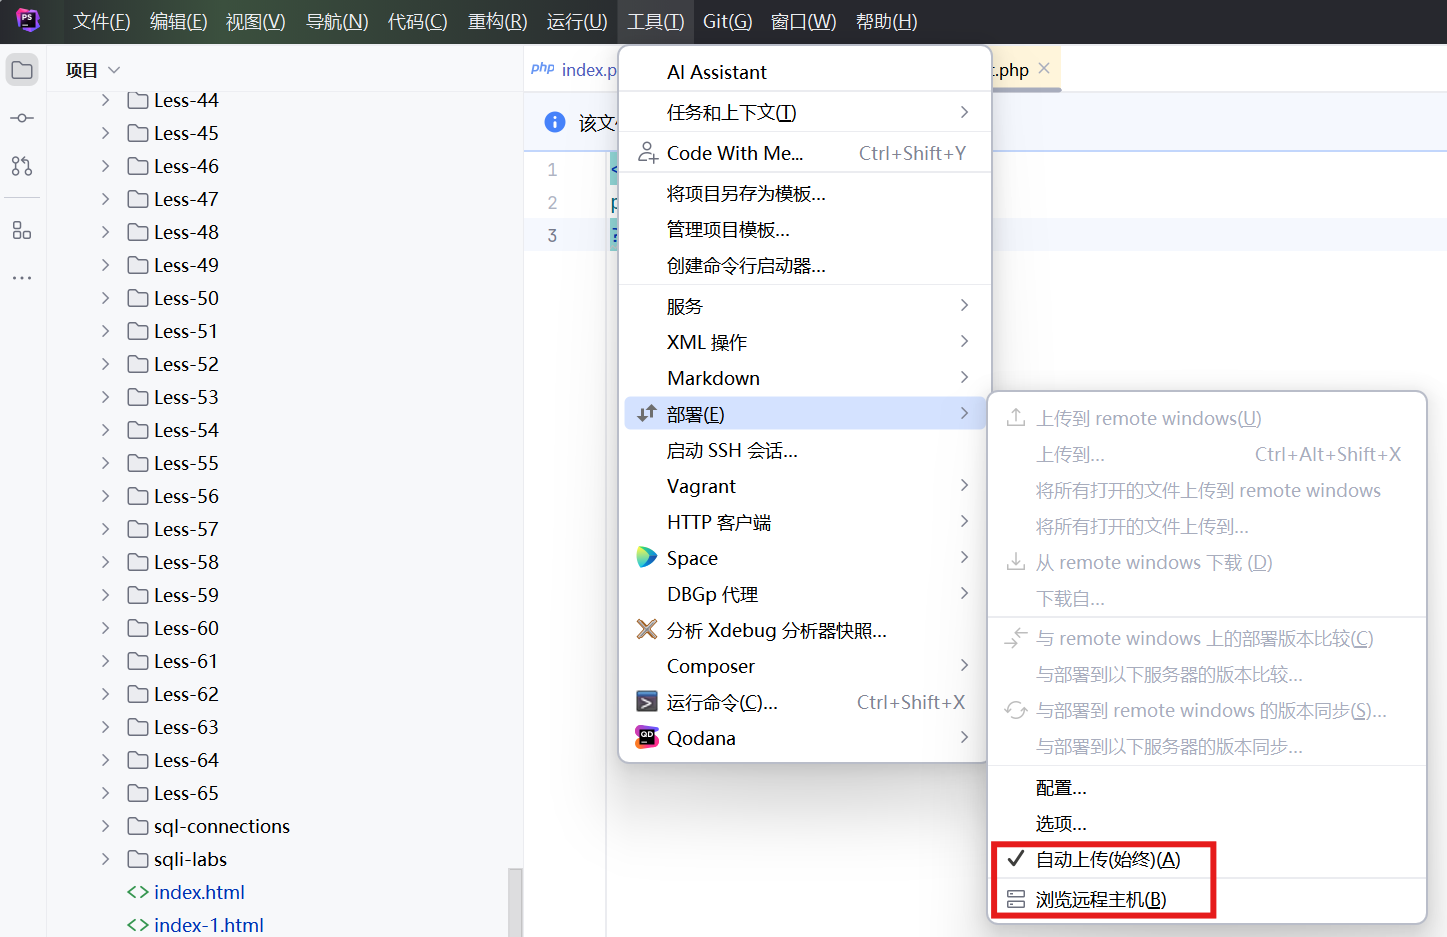 PS
文件(F) 编辑(E) 视图(V) 导航(N) 代码(C) 重构(R) 运行(U) 工具(T) Git(G) 窗口(W) 帮助(H)
项目
Less-44
Less-45
Less-46
Less-47
Less-48
Less-49
Less-50
Less-51
Less-52
Less-53
Less-54
Less-55
Less-56
Less-57
Less-58
Less-59
Less-60
Less-61
Less-62
Less-63
Less-64
Less-65
sql-connections
sqli-labs
index.html
index-1.html
php index.p
t.php
该文
1 <
2 p
3 ?
AI Assistant
任务和上下文(T)
Code With Me... Ctrl+Shift+Y
将项目另存为模板...
管理项目模板...
创建命令行启动器...
服务
XML 操作
Markdown
部署(E)
启动 SSH 会话...
Vagrant
HTTP 客户端
Space
DBGp 代理
分析 Xdebug 分析器快照...
Composer
运行命令(C)... Ctrl+Shift+X
QD Qodana
上传到 remote windows(U)
上传到... Ctrl+Alt+Shift+X
将所有打开的文件上传到 remote windows
将所有打开的文件上传到...
从 remote windows 下载 (D)
下载自...
与 remote windows 上的部署版本比较(C)
与部署到以下服务器的版本比较...
与部署到 remote windows 的版本同步(S)...
与部署到以下服务器的版本同步...
配置...
选项...
自动上传(始终)(A)
浏览远程主机(B)